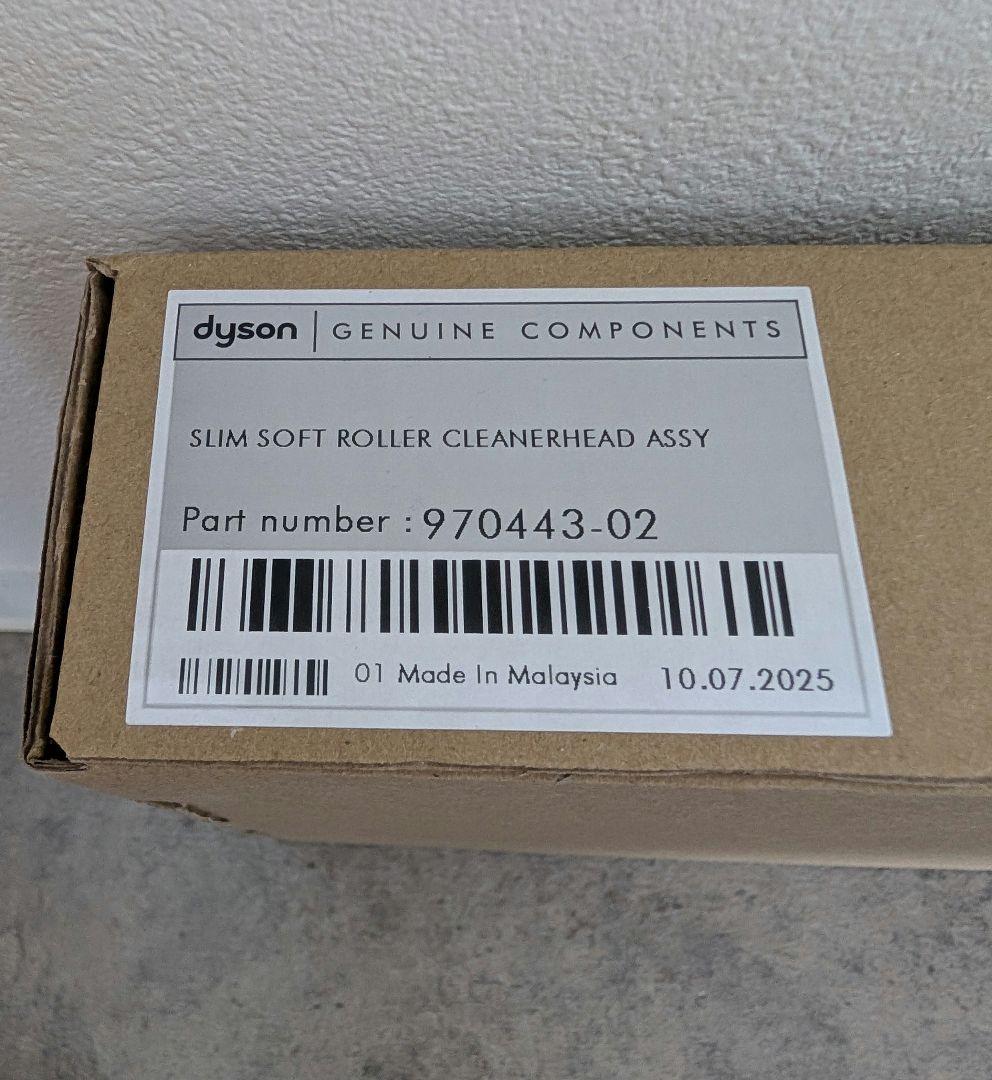 dyson | GENUINE COMPONENTS
SLIM SOFT ROLLER CLEANERHEAD ASSY
Part number : 970443-02
01 Made In Malaysia 10.07.2025